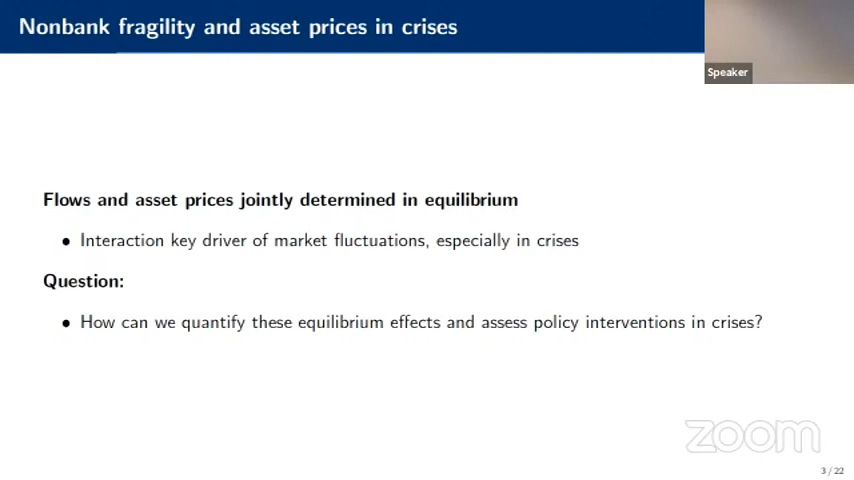 Nonbank fragility and asset prices in crises
Speaker
Flows and asset prices jointly determined in equilibrium
• Interaction key driver of market fluctuations, especially in crises
Question:
• How can we quantify these equilibrium effects and assess policy interventions in crises?
zoom
3 / 22